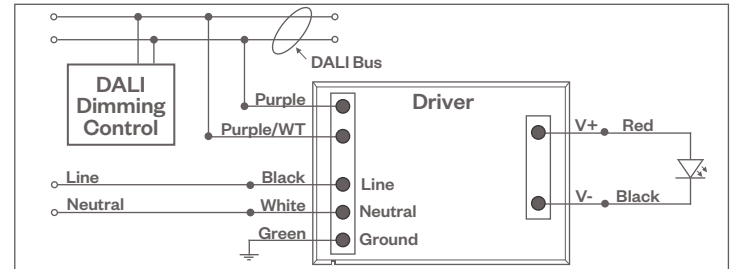 DALI Bus
DALI
Dimming
Control
Driver
Purple
Purple/WT
V+ Red
Line Black Line
Neutral White Neutral
V- Black
Green Ground